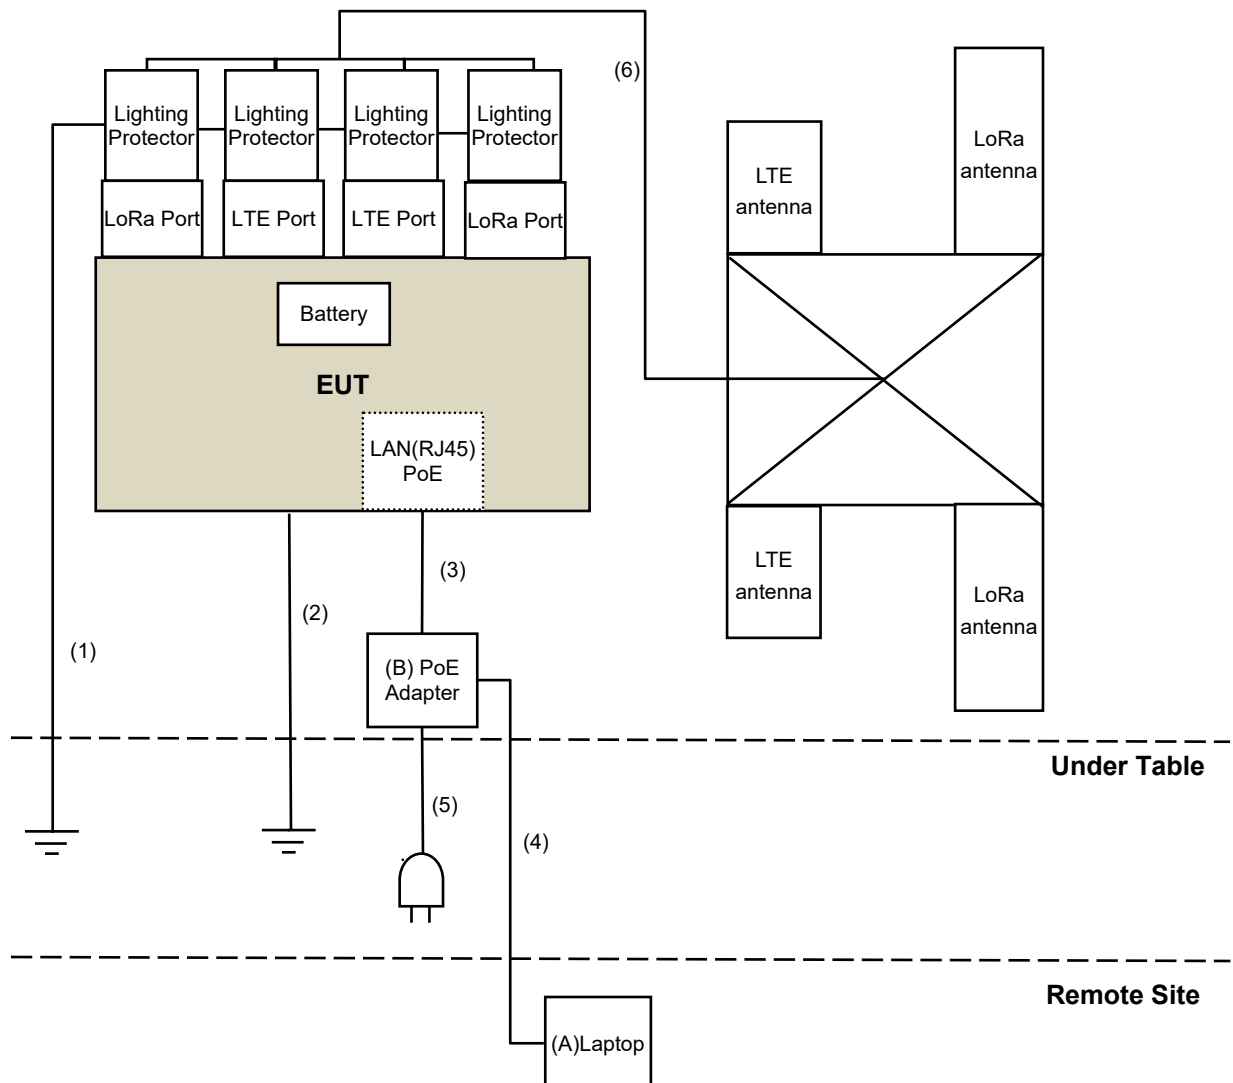 (6)
Lighting
Protector
Lighting
Protector
Lighting
Protector
Lighting
Protector
LoRa Port
LTE Port
LTE Port
LoRa Port
Battery
EUT
LAN(RJ45)
PoE
LTE
antenna
LoRa
antenna
LTE
antenna
LoRa
antenna
(1)
(2)
(3)
(B) PoE
Adapter
Under Table
(5)
(4)
Remote Site
(A)Laptop